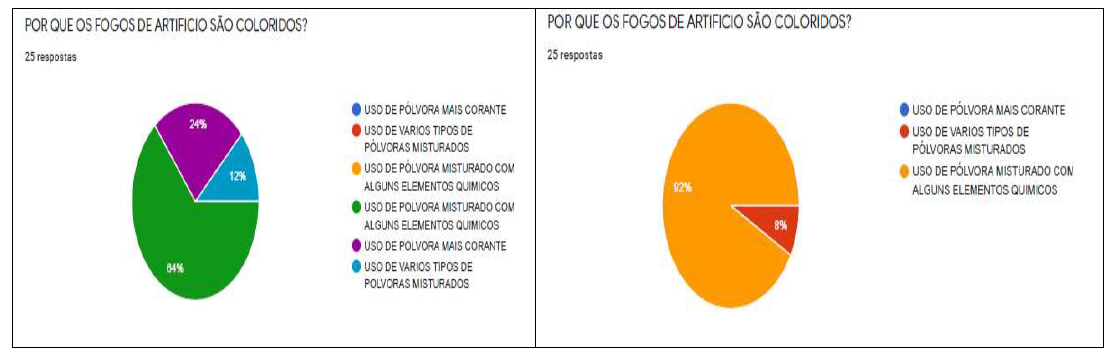 POR QUE OS FOGOS DE ARTIFICIO SÃO COLORIDOS?
25 respostas
24%
12%
64%
USO DE PÓLVORA MAIS CORANTE
USO DE VARIOS TIPOS DE
PÓLVORAS MISTURADOS
USO DE PÓLVORA MISTURADO COM
ALGUNS ELEMENTOS QUIMICOS
USO DE POLVORA MISTURADO COM
ALGUNS ELEMENTOS QUIMICOS
USO DE PÓLVORA MAIS CORANTE
USO DE VARIOS TIPOS DE
POLVORAS MISTURADOS
POR QUE OS FOGOS DE ARTIFICIO SÃO COLORIDOS?
25 respostas
92%
8%
USO DE PÓLVORA MAIS CORANTE
USO DE VARIOS TIPOS DE
PÓLVORAS MISTURADOS
USO DE PÓLVORA MISTURADO COM
ALGUNS ELEMENTOS QUIMICOS